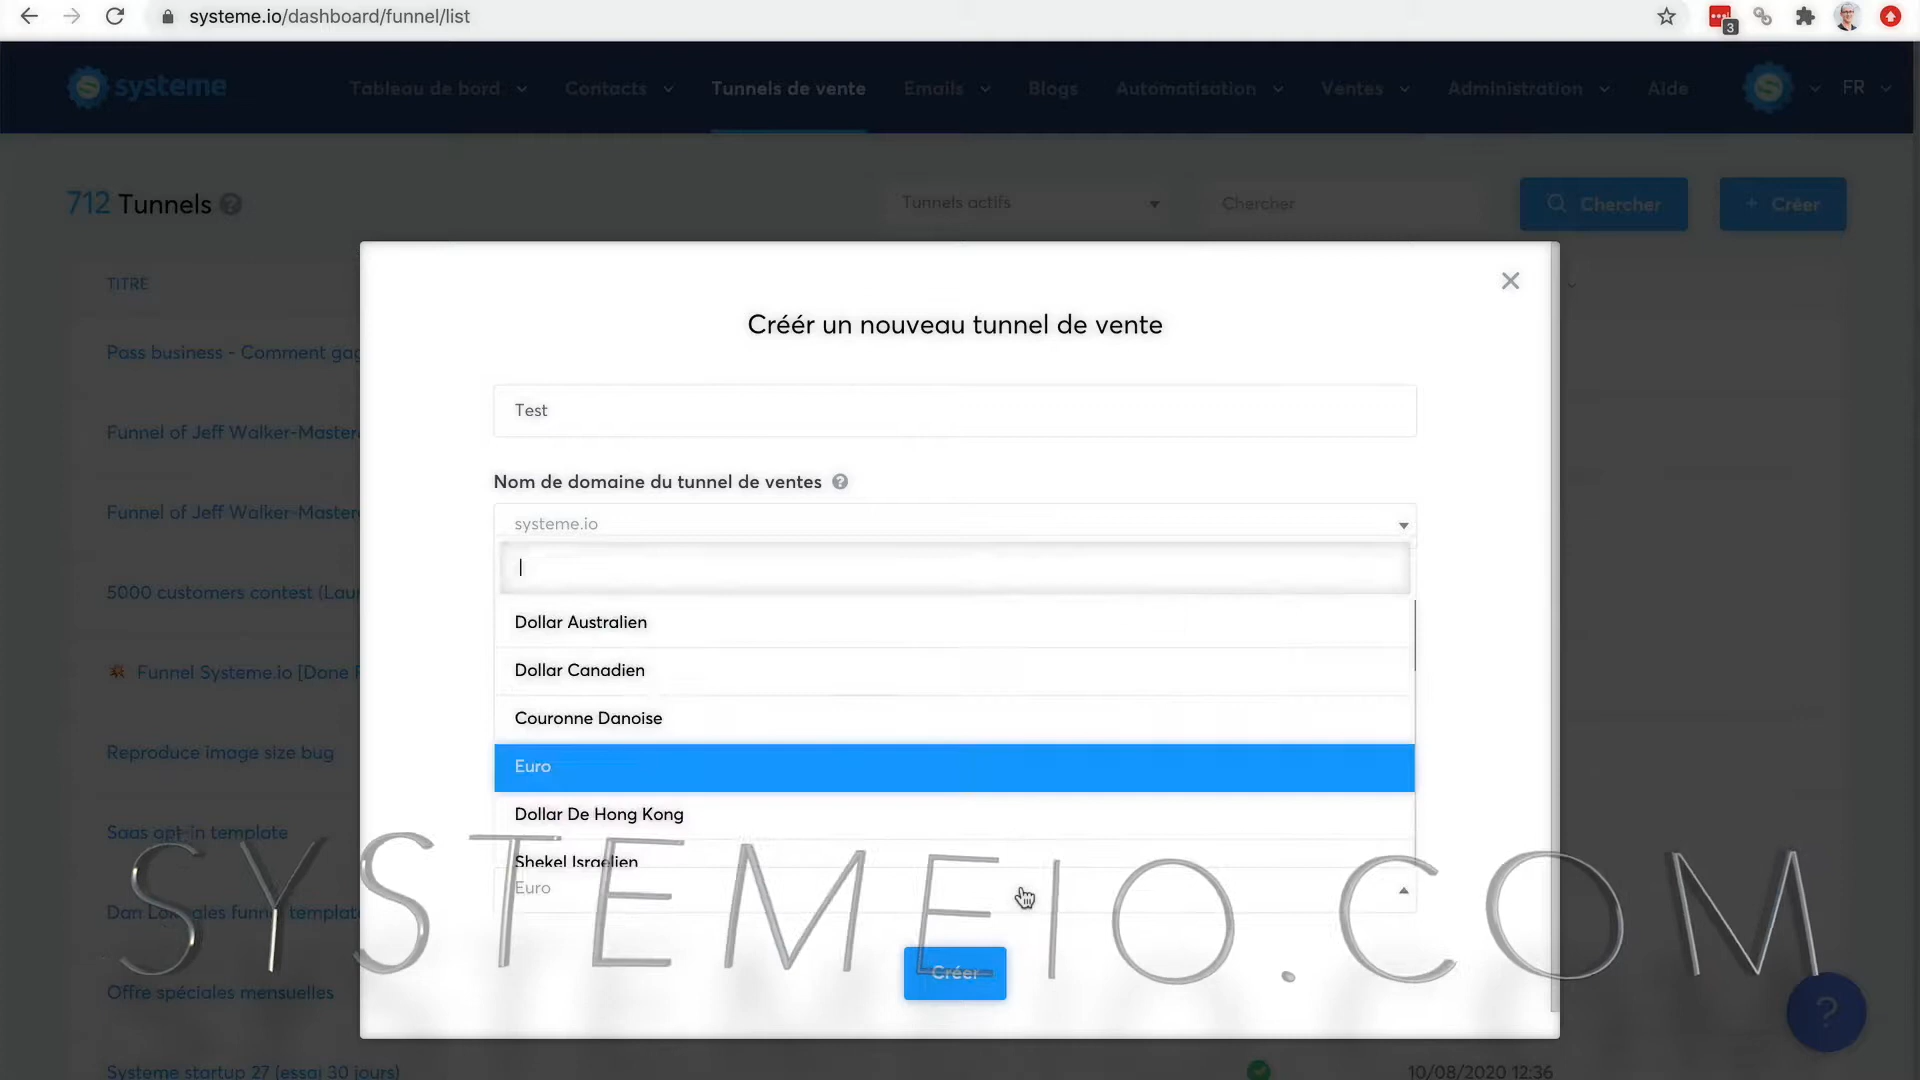 systeme.io/dashboard/funnel/list
3
systeme
Tableau de bord
Contacts
Tunnels de vente
Emails
Blogs
Automatisation
Ventes
Administration
Aide
FR
712 Tunnels
Tunnels actifs
Chercher
Chercher
+ Créer
TITRE
Créér un nouveau tunnel de vente
Pass business - Comment gag
Test
Funnel of Jeff Walker-Master
Nom de domaine du tunnel de ventes
Funnel of Jeff Walker-Master
systeme.io
5000 customers contest (Lau
Dollar Australien
Funnel Systeme.io [Done F
Dollar Canadien
Couronne Danoise
Reproduce image size bug
Euro
Dollar De Hong Kong
Saas opt-in template
Shekel Israelien
Euro
SYSTEMEIO.COM
Créer
Offre spéciales mensuelles
?
Systeme startup 27 (essai 30 jours)
10/08/2020 12:36